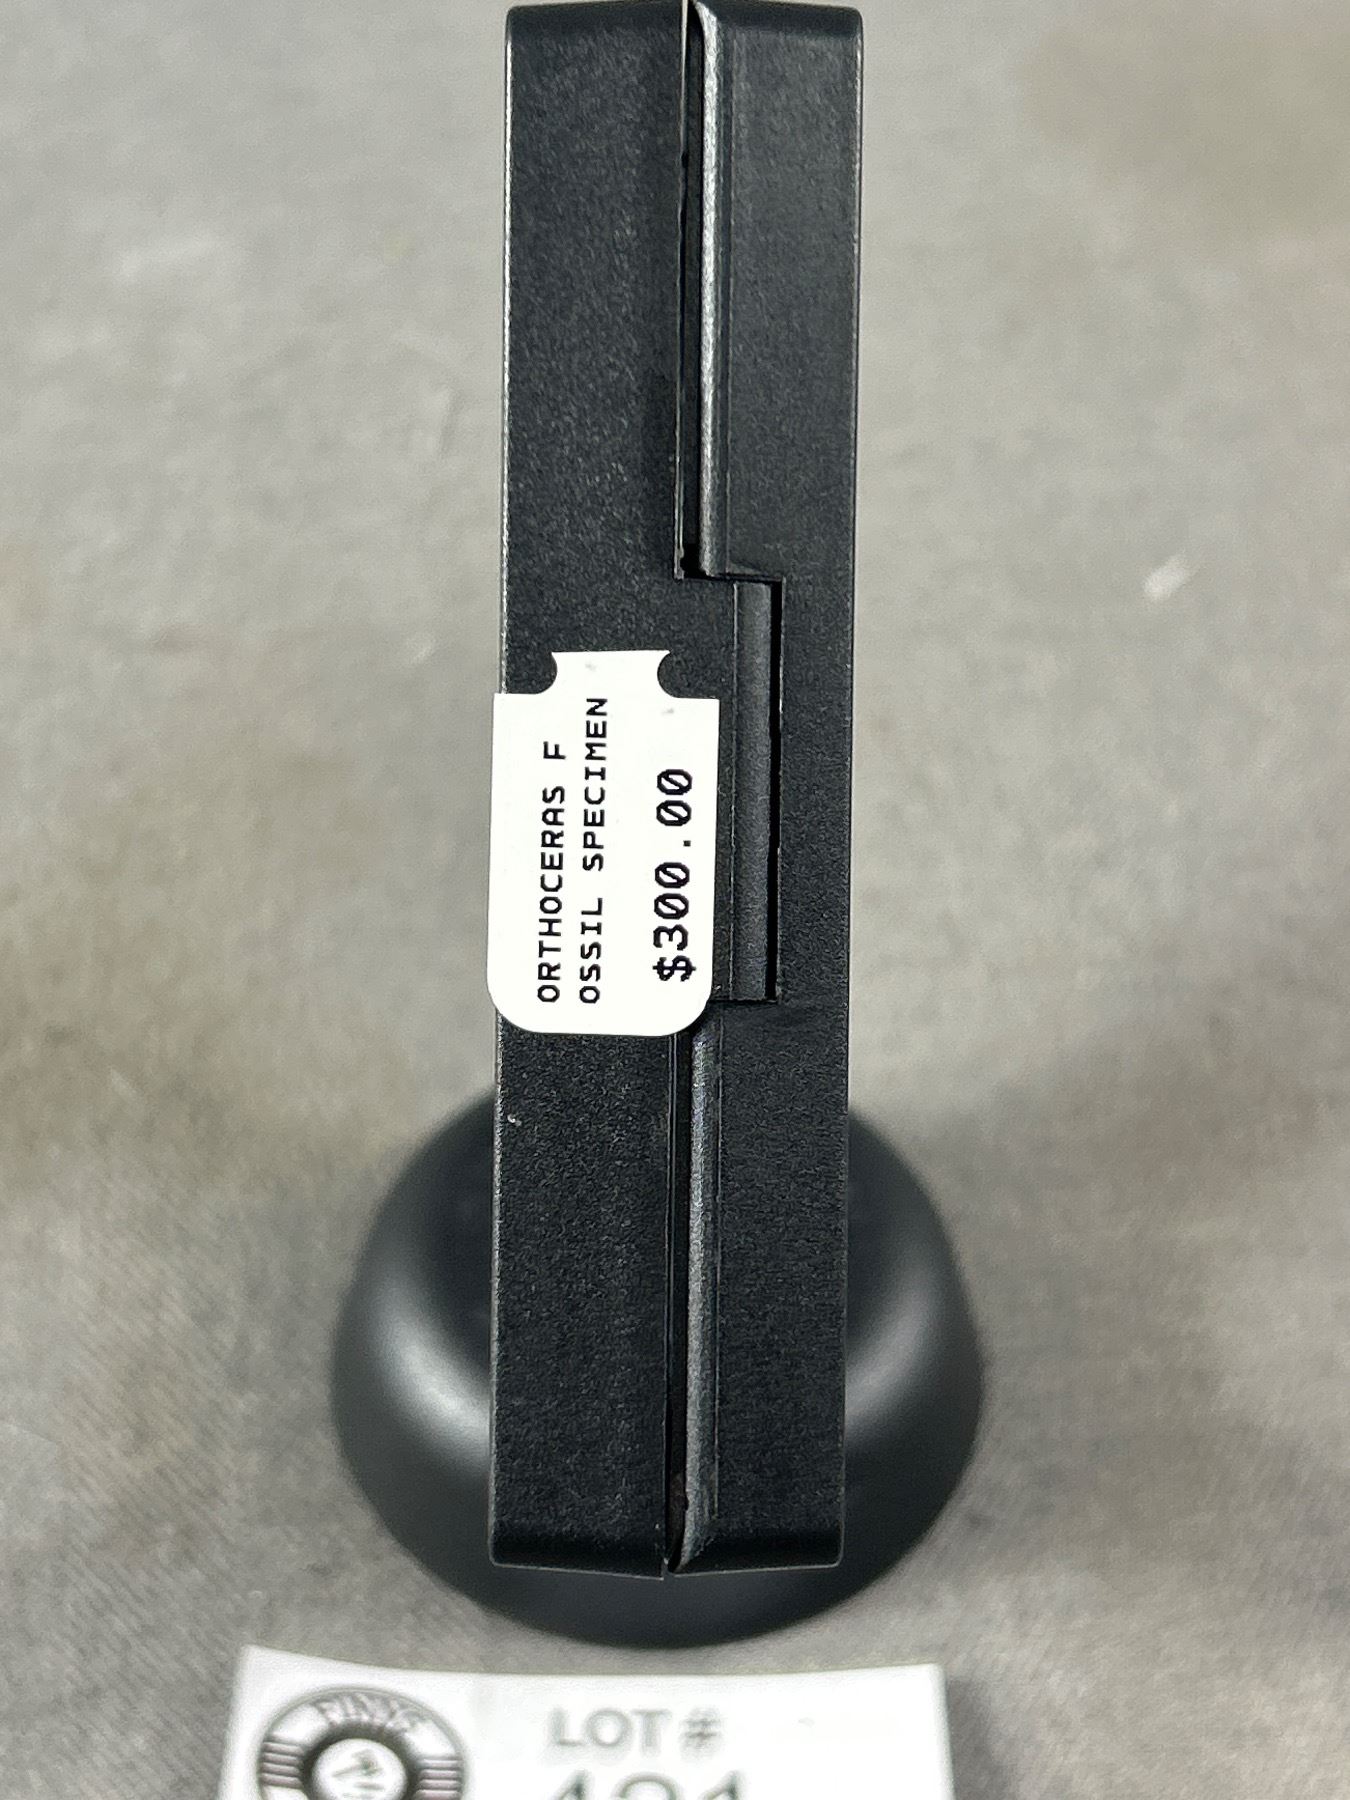 ORTHOCERAS F
OSSIL SPECIMEN
$300.00
LOT #